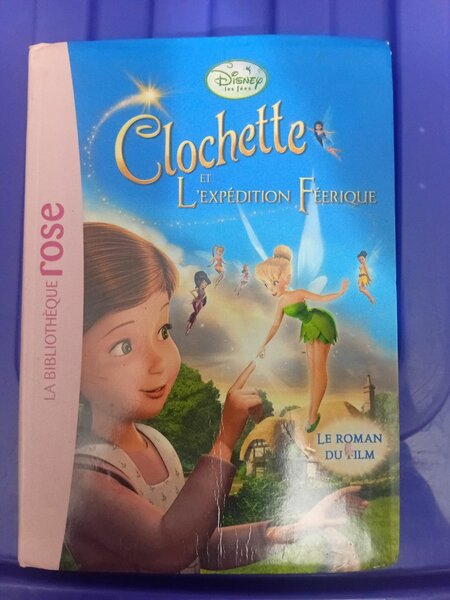 Disney
les fées
Clochette
ET
L'EXPÉDITION FÉERIQUE
LA BIBLIOTHÈQUE rose
LE ROMAN
DU FILM